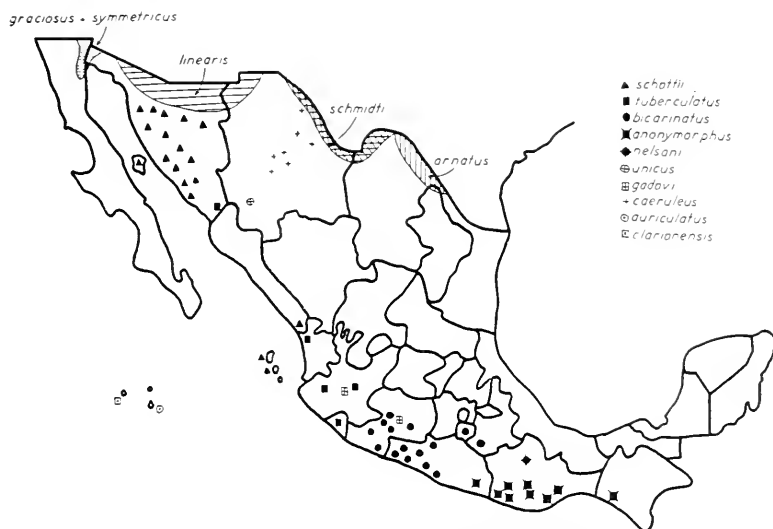 graciosus + symmetricus
linearis
schmidti
ornatus
schottii
tuberculatus
bicarinatus
anonymorphus
nelsoni
unicus
gadovi
caeruleus
auriculatus
clarionensis